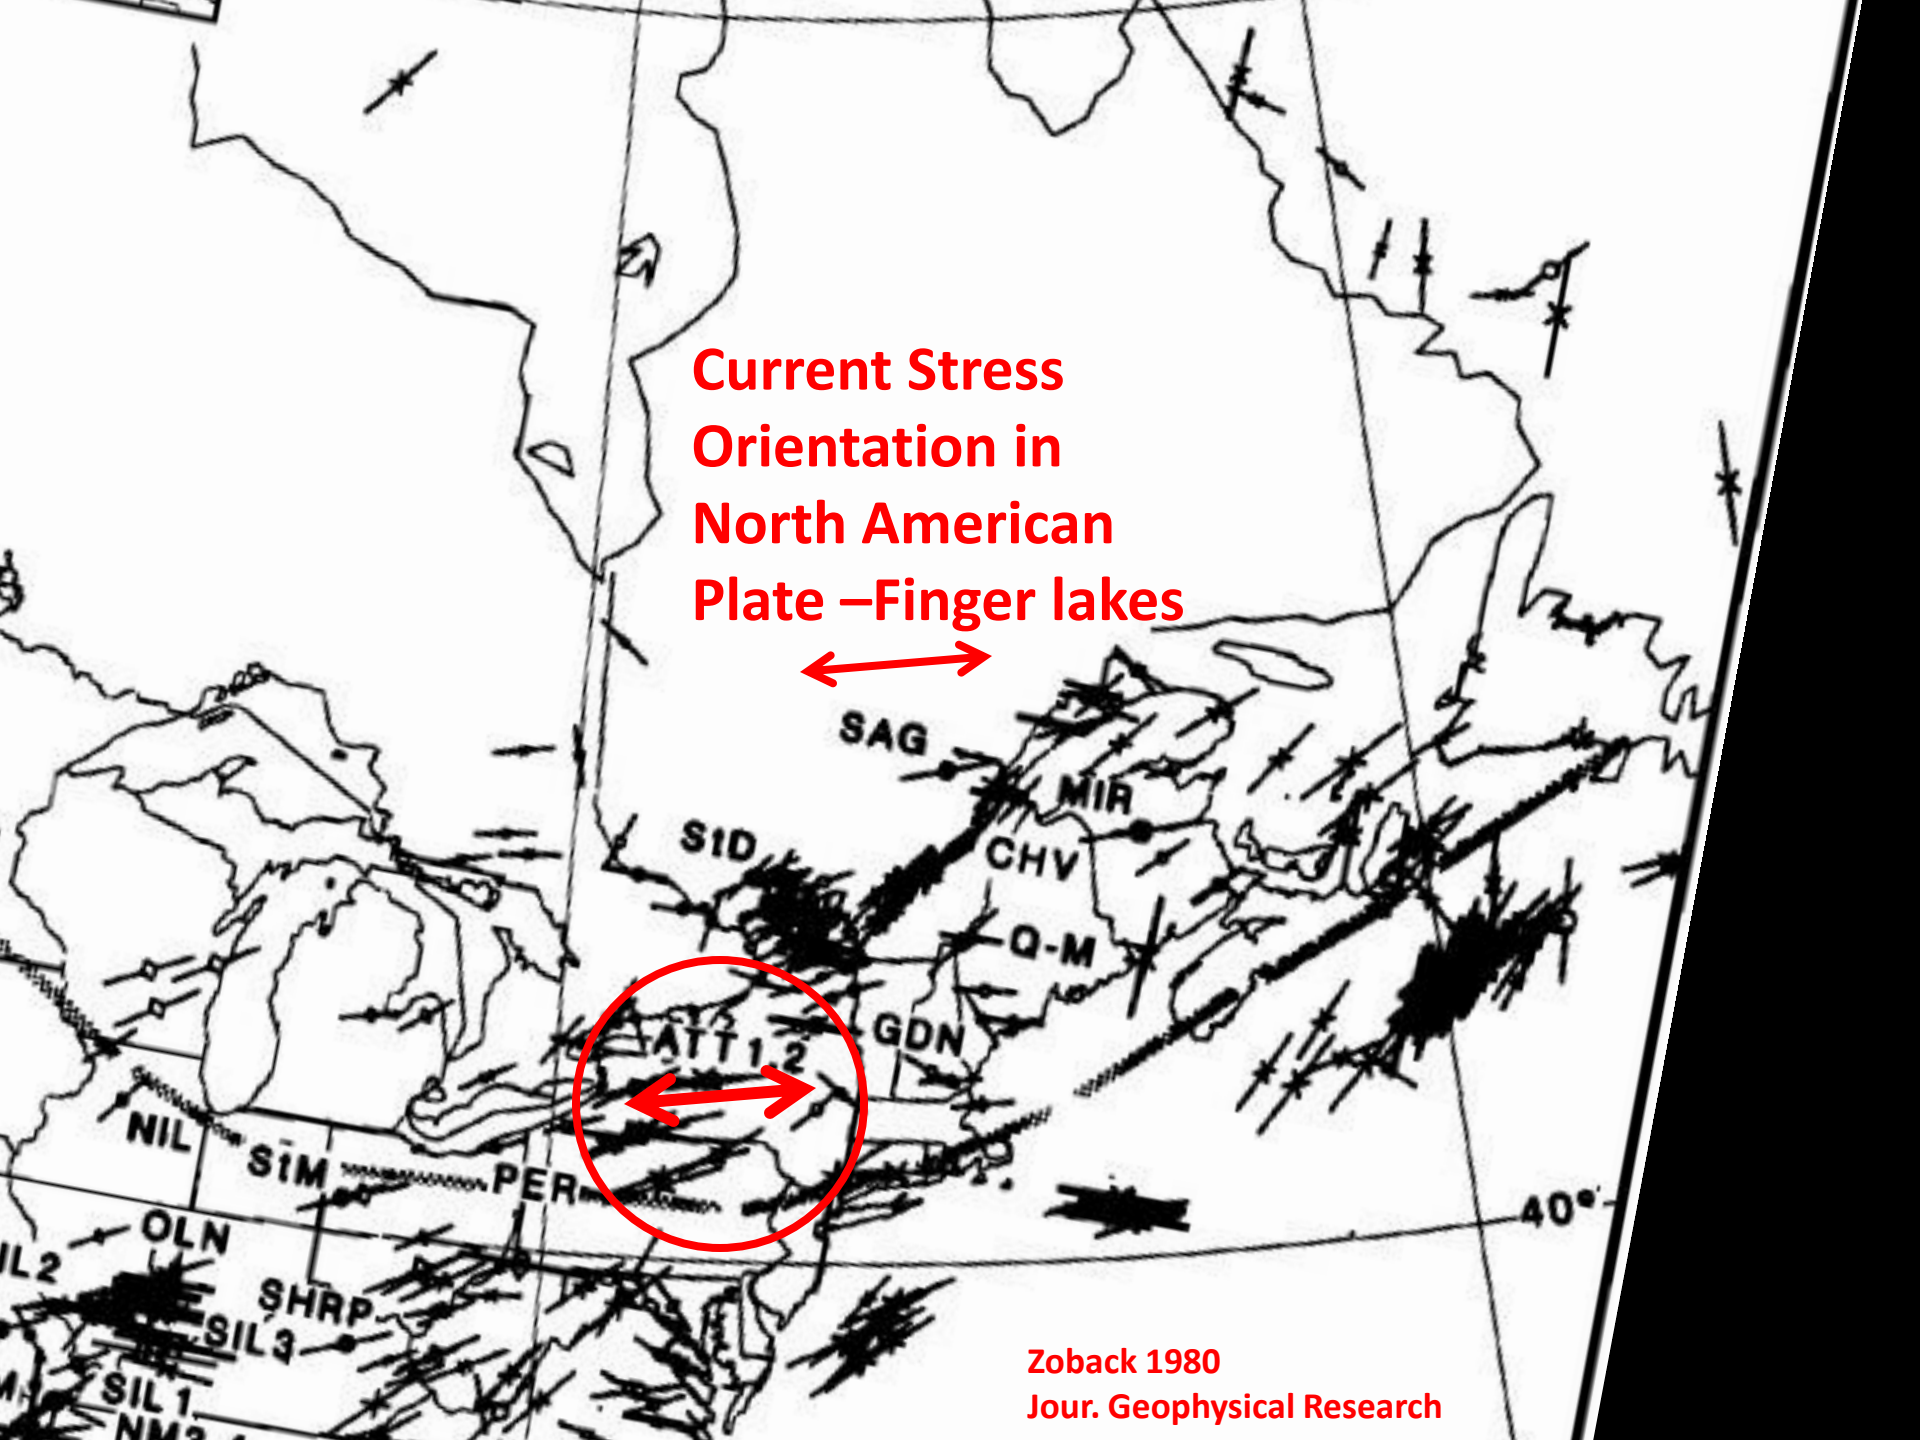 Current Stress
Orientation in
North American
Plate –Finger lakes
SAG
MIR
StD
CHV
Q-M
ATT 1,2
GDN
NIL
StM
PER
40°
OLN
IL2
SHRP
SIL3
SIL1
Zoback 1980
Jour. Geophysical Research